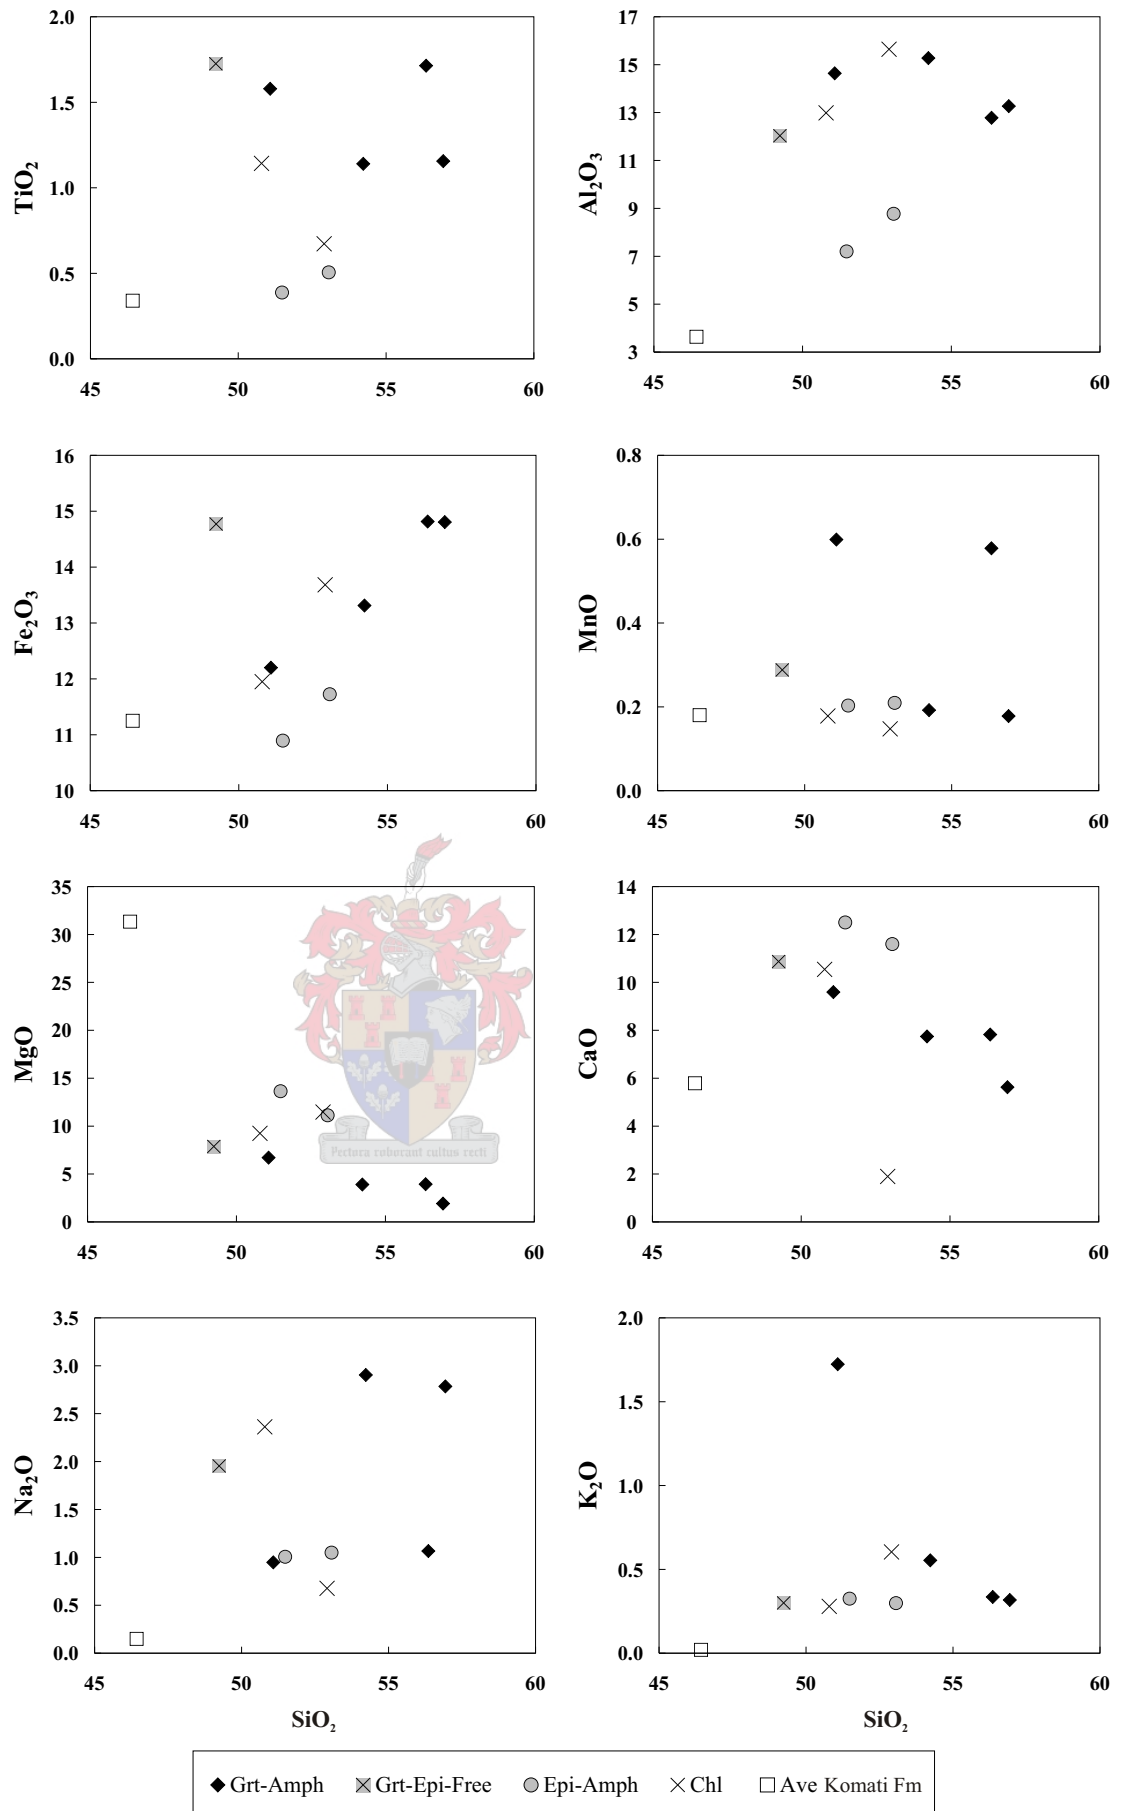 2.0
1.5
1.0
0.5
0.0
TiO₂
45 50 55 60
17
15
13
11
9
7
5
3
Al₂O₃
45 50 55 60
16
15
14
13
12
11
10
Fe₂O₃
45 50 55 60
0.8
0.6
0.4
0.2
0.0
MnO
45 50 55 60
35
30
25
20
15
10
5
0
MgO
45 50 55 60
Pectora roborant cultus recti
14
12
10
8
6
4
2
0
CaO
45 50 55 60
3.5
3.0
2.5
2.0
1.5
1.0
0.5
0.0
Na₂O
45 50 55 60
SiO₂
2.0
1.5
1.0
0.5
0.0
K₂O
45 50 55 60
SiO₂
Grt-Amph Grt-Epi-Free Epi-Amph Chl Ave Komati Fm